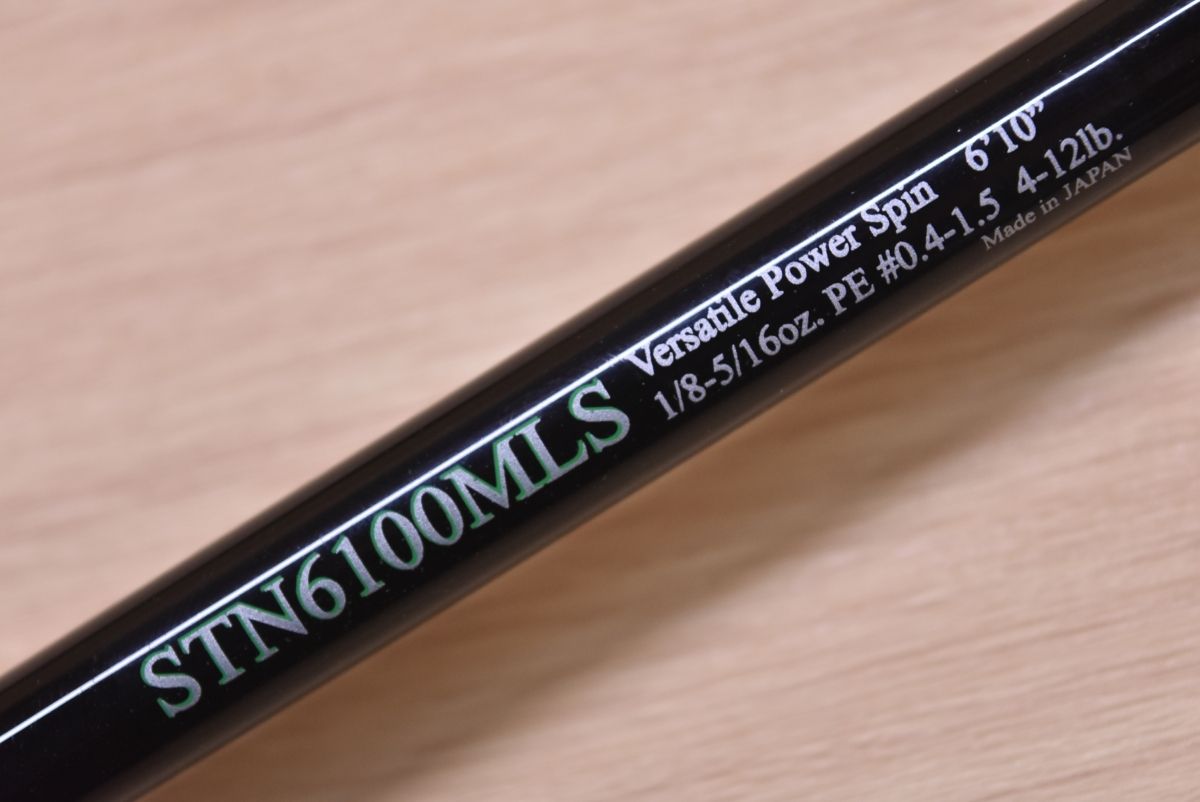 STN6100MLS
Versatile Power Spin 6'10”
1/8-5/16oz. PE #0.4-1.5 4-12lb.
Made in JAPAN